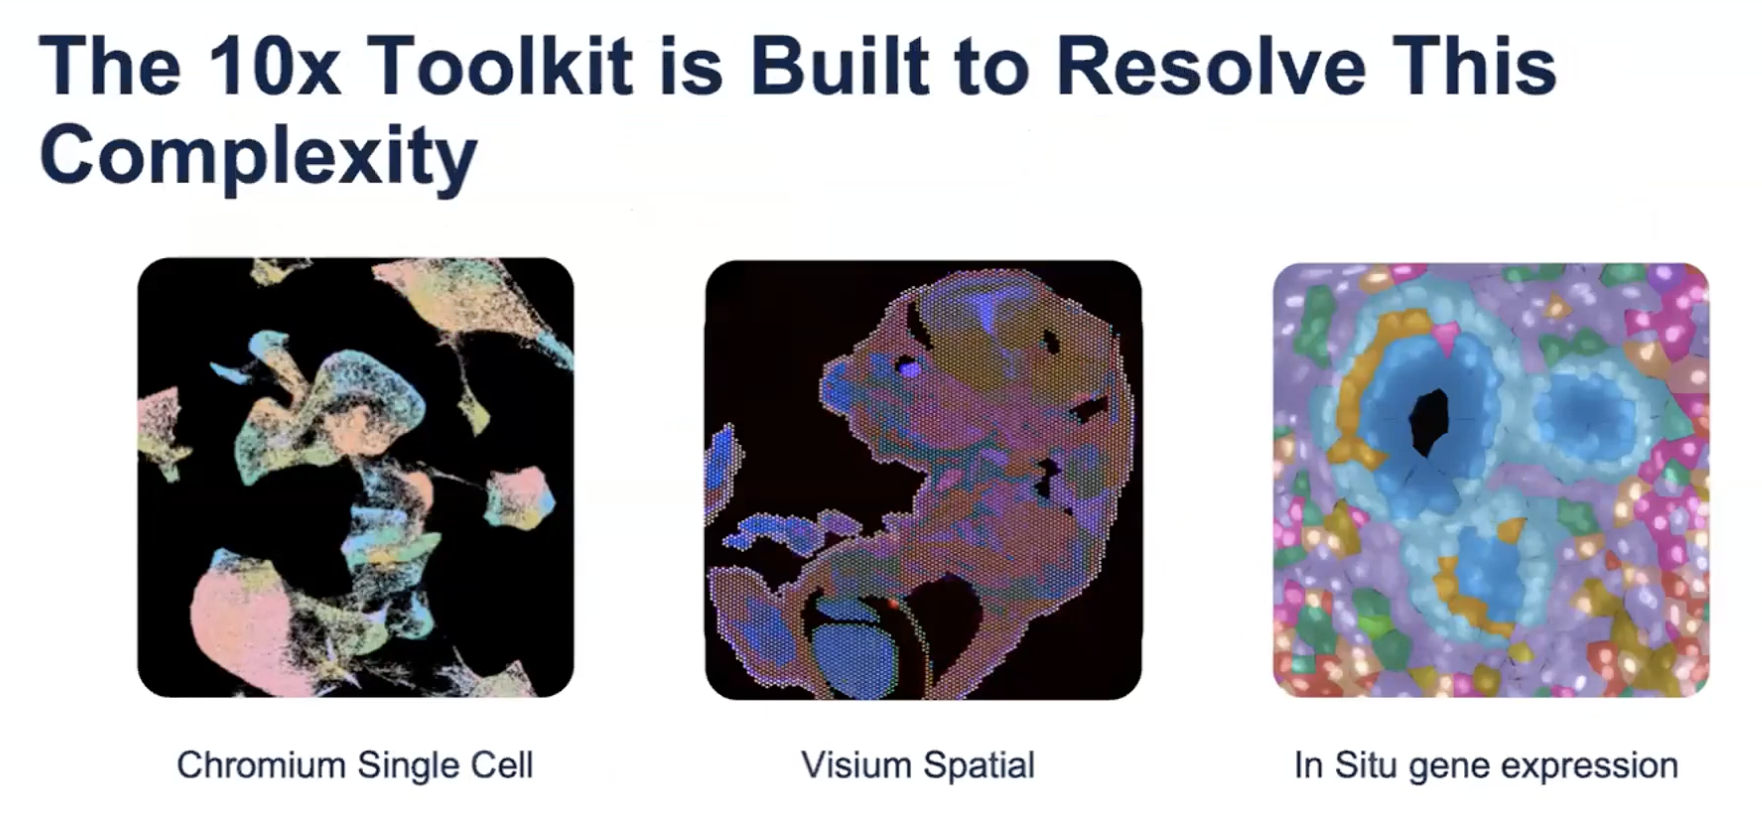 The 10x Toolkit is Built to Resolve This
Complexity
Chromium Single Cell
Visium Spatial
In Situ gene expression